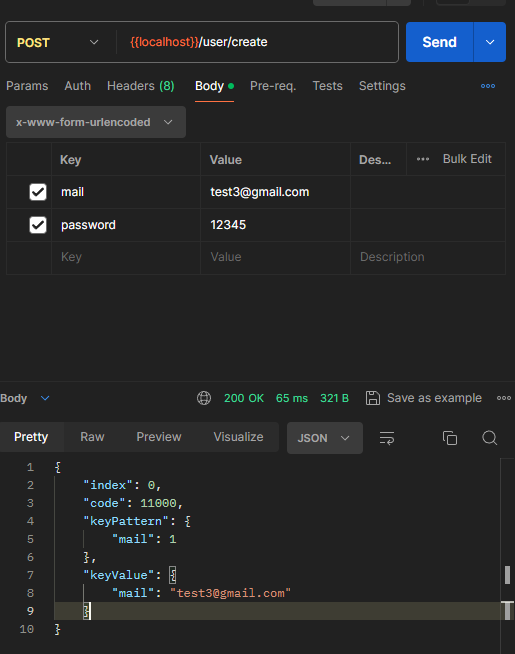 POST {{localhost}}/user/create Send
Params Auth Headers (8) Body Pre-req. Tests Settings
x-www-form-urlencoded
Key Value Des... Bulk Edit
mail test3@gmail.com
password 12345
Key Value Description
Body 200 OK 65 ms 321 B Save as example
Pretty Raw Preview Visualize JSON
1 {
2 "index": 0,
3 "code": 11000,
4 "keyPattern": {
5 "mail": 1
6 },
7 "keyValue": {
8 "mail": "test3@gmail.com"
9 }
10 }